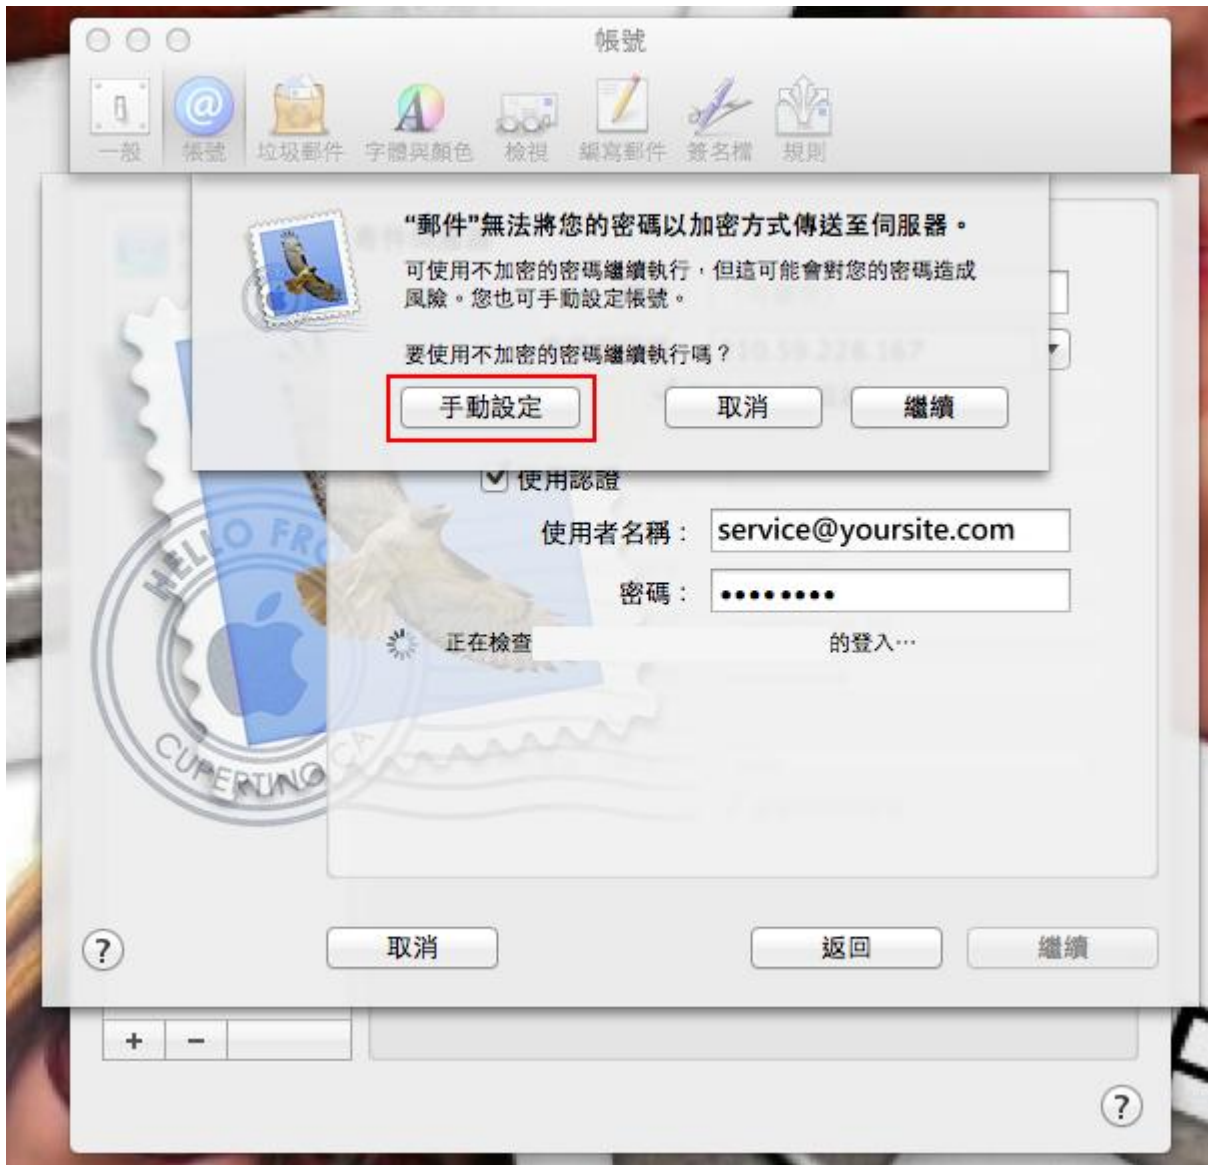 帳號
一般
帳號
垃圾郵件
字體與顏色
檢視
編寫郵件
簽名檔
規則
“郵件”無法將您的密碼以加密方式傳送至伺服器。
可使用不加密的密碼繼續執行，但這可能會對您的密碼造成
風險。您也可手動設定帳號。
要使用不加密的密碼繼續執行嗎？
手動設定
取消
繼續
使用認證
使用者名稱：
service@yoursite.com
密碼：
正在檢查
的登入…
HELLO FRO
CUPERTINO CA
?
取消
返回
繼續
+
−
?